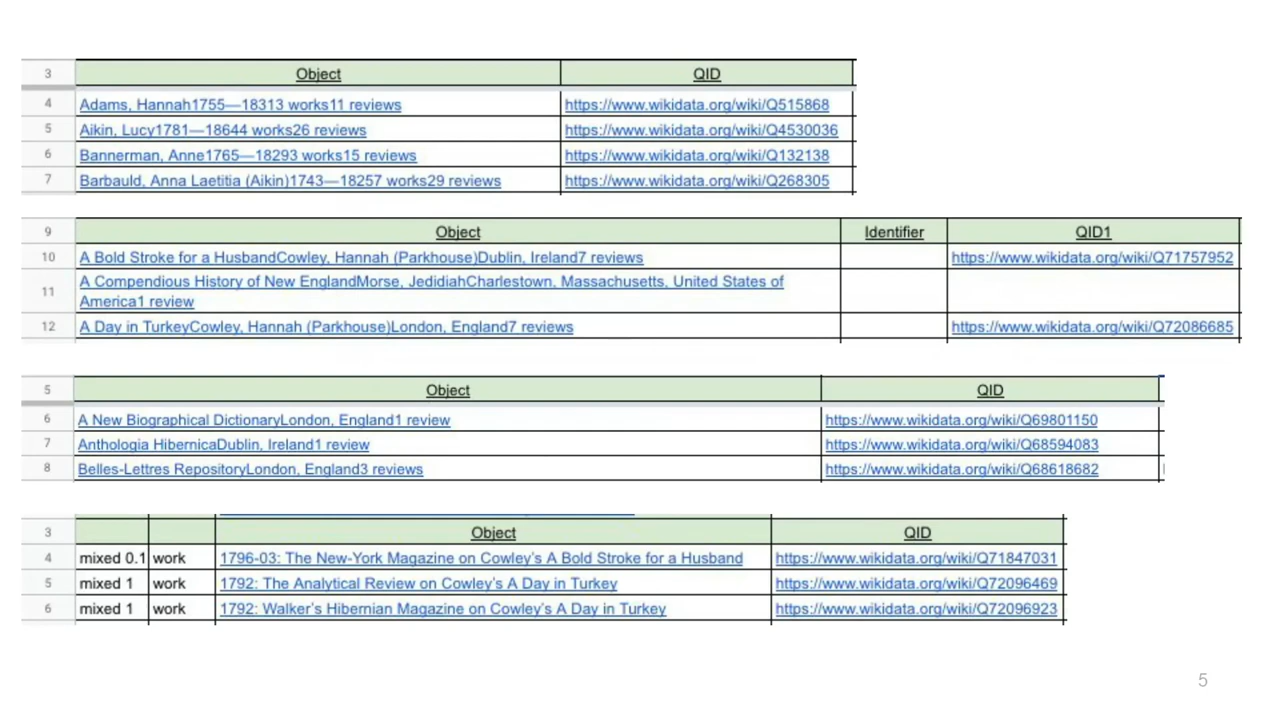 3 Object QID
4 Adams, Hannah1755—18313 works11 reviews https://www.wikidata.org/wiki/Q515868
5 Aikin, Lucy1781—18644 works26 reviews https://www.wikidata.org/wiki/Q4530036
6 Bannerman, Anne1765—18293 works15 reviews https://www.wikidata.org/wiki/Q132138
7 Barbauld, Anna Laetitia (Aikin)1743—18257 works29 reviews https://www.wikidata.org/wiki/Q268305
9 Object Identifier QID1
10 A Bold Stroke for a HusbandCowley, Hannah (Parkhouse)Dublin, Ireland7 reviews https://www.wikidata.org/wiki/Q71757952
11 A Compendious History of New EnglandMorse, JedidiahCharlestown, Massachusetts, United States of
America1 review
12 A Day in TurkeyCowley, Hannah (Parkhouse)London, England7 reviews https://www.wikidata.org/wiki/Q72086685
5 Object QID
6 A New Biographical DictionaryLondon, England1 review https://www.wikidata.org/wiki/Q69801150
7 Anthologia HibernicaDublin, Ireland1 review https://www.wikidata.org/wiki/Q68594083
8 Belles-Lettres RepositoryLondon, England3 reviews https://www.wikidata.org/wiki/Q68618682
3 Object QID
4 mixed 0.1 work 1796-03: The New-York Magazine on Cowley's A Bold Stroke for a Husband https://www.wikidata.org/wiki/Q71847031
5 mixed 1 work 1792: The Analytical Review on Cowley's A Day in Turkey https://www.wikidata.org/wiki/Q72096469
6 mixed 1 work 1792: Walker's Hibernian Magazine on Cowley's A Day in Turkey https://www.wikidata.org/wiki/Q72096923
5